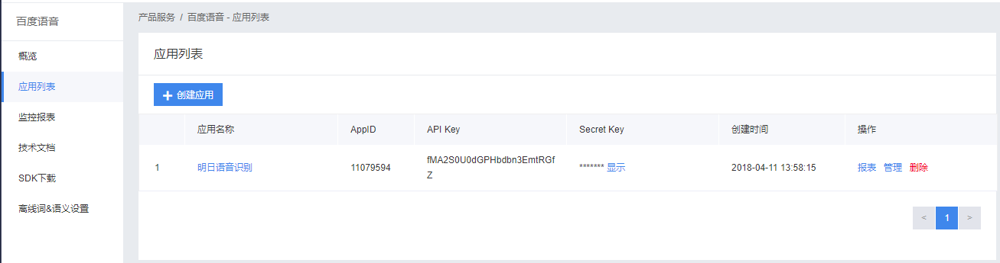 百度语音
产品服务 / 百度语音 - 应用列表
概览
应用列表
监控报表
技术文档
SDK下载
离线词&语义设置
应用列表
创建应用
应用名称 AppID API Key Secret Key 创建时间 操作
1 明日语音识别 11079594 fMA2S0U0dGPHbdbn3EmtRGf ******* 显示 2018-04-11 13:58:15 报表 管理 删除
Z
< 1 >